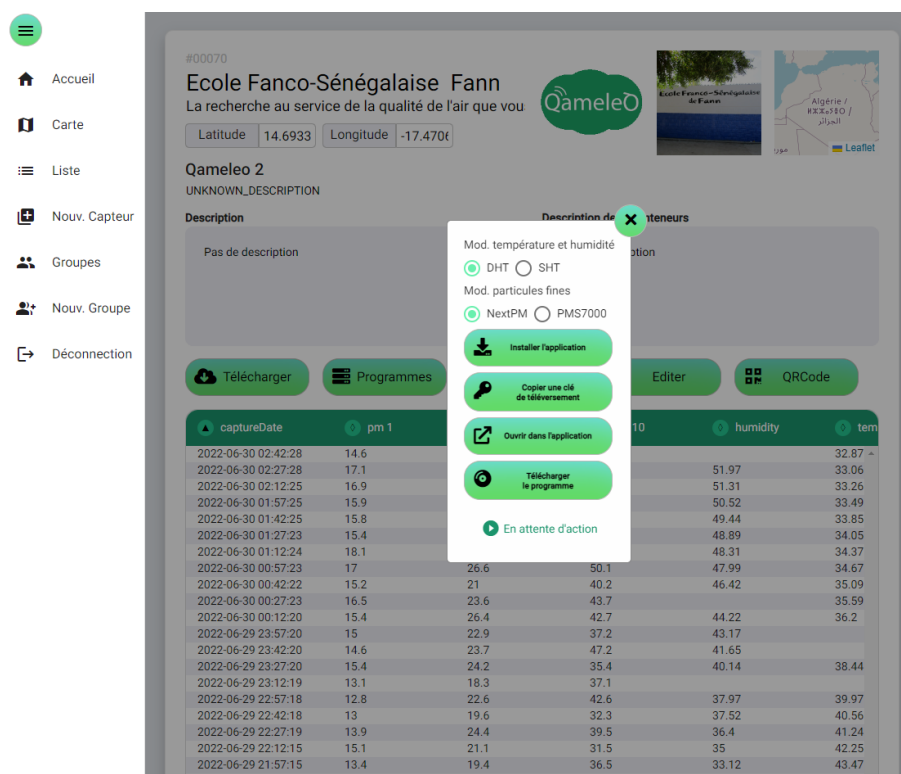 Accueil
Carte
Liste
Nouv. Capteur
Groupes
Nouv. Groupe
Déconnection
#00070
Ecole Fanco-Sénégalaise Fann
La recherche au service de la qualité de l'air que vou
Latitude 14.6933 Longitude -17.4706
QameleO
Ecole Franco-Sénégalaise
de Fann
Algérie /
الجزائر
Leaflet
Qameleo 2
UNKNOWN_DESCRIPTION
Description
Description de
nteneurs
Pas de description
ption
Mod. température et humidité
DHT SHT
Mod. particules fines
NextPM PMS7000
Installer l'application
Copier une clé
de téléversement
Ouvrir dans l'application
Télécharger
le programme
En attente d'action
Télécharger Programmes Editer QRCode
captureDate pm 1 10 humidity tem
2022-06-30 02:42:28 14.6 32.87
2022-06-30 02:27:28 17.1 51.97 33.06
2022-06-30 02:12:25 16.9 51.31 33.26
2022-06-30 01:57:25 15.9 50.52 33.49
2022-06-30 01:42:25 15.8 49.44 33.85
2022-06-30 01:27:23 15.4 48.89 34.05
2022-06-30 01:12:24 18.1 48.31 34.37
2022-06-30 00:57:23 17 26.6 50.1 47.99 34.67
2022-06-30 00:42:22 15.2 21 40.2 46.42 35.09
2022-06-30 00:27:23 16.5 23.6 43.7 35.59
2022-06-30 00:12:20 15.4 26.4 42.7 44.22 36.2
2022-06-29 23:57:20 15 22.9 37.2 43.17
2022-06-29 23:42:20 14.6 23.7 47.2 41.65
2022-06-29 23:27:20 15.4 24.2 35.4 40.14 38.44
2022-06-29 23:12:19 13.1 18.3 37.1
2022-06-29 22:57:18 12.8 22.6 42.6 37.97 39.97
2022-06-29 22:42:18 13 19.6 32.3 37.52 40.56
2022-06-29 22:27:19 13.9 24.4 39.5 36.4 41.24
2022-06-29 22:12:15 15.1 21.1 31.5 35 42.25
2022-06-29 21:57:15 13.4 19.4 36.5 33.12 43.47